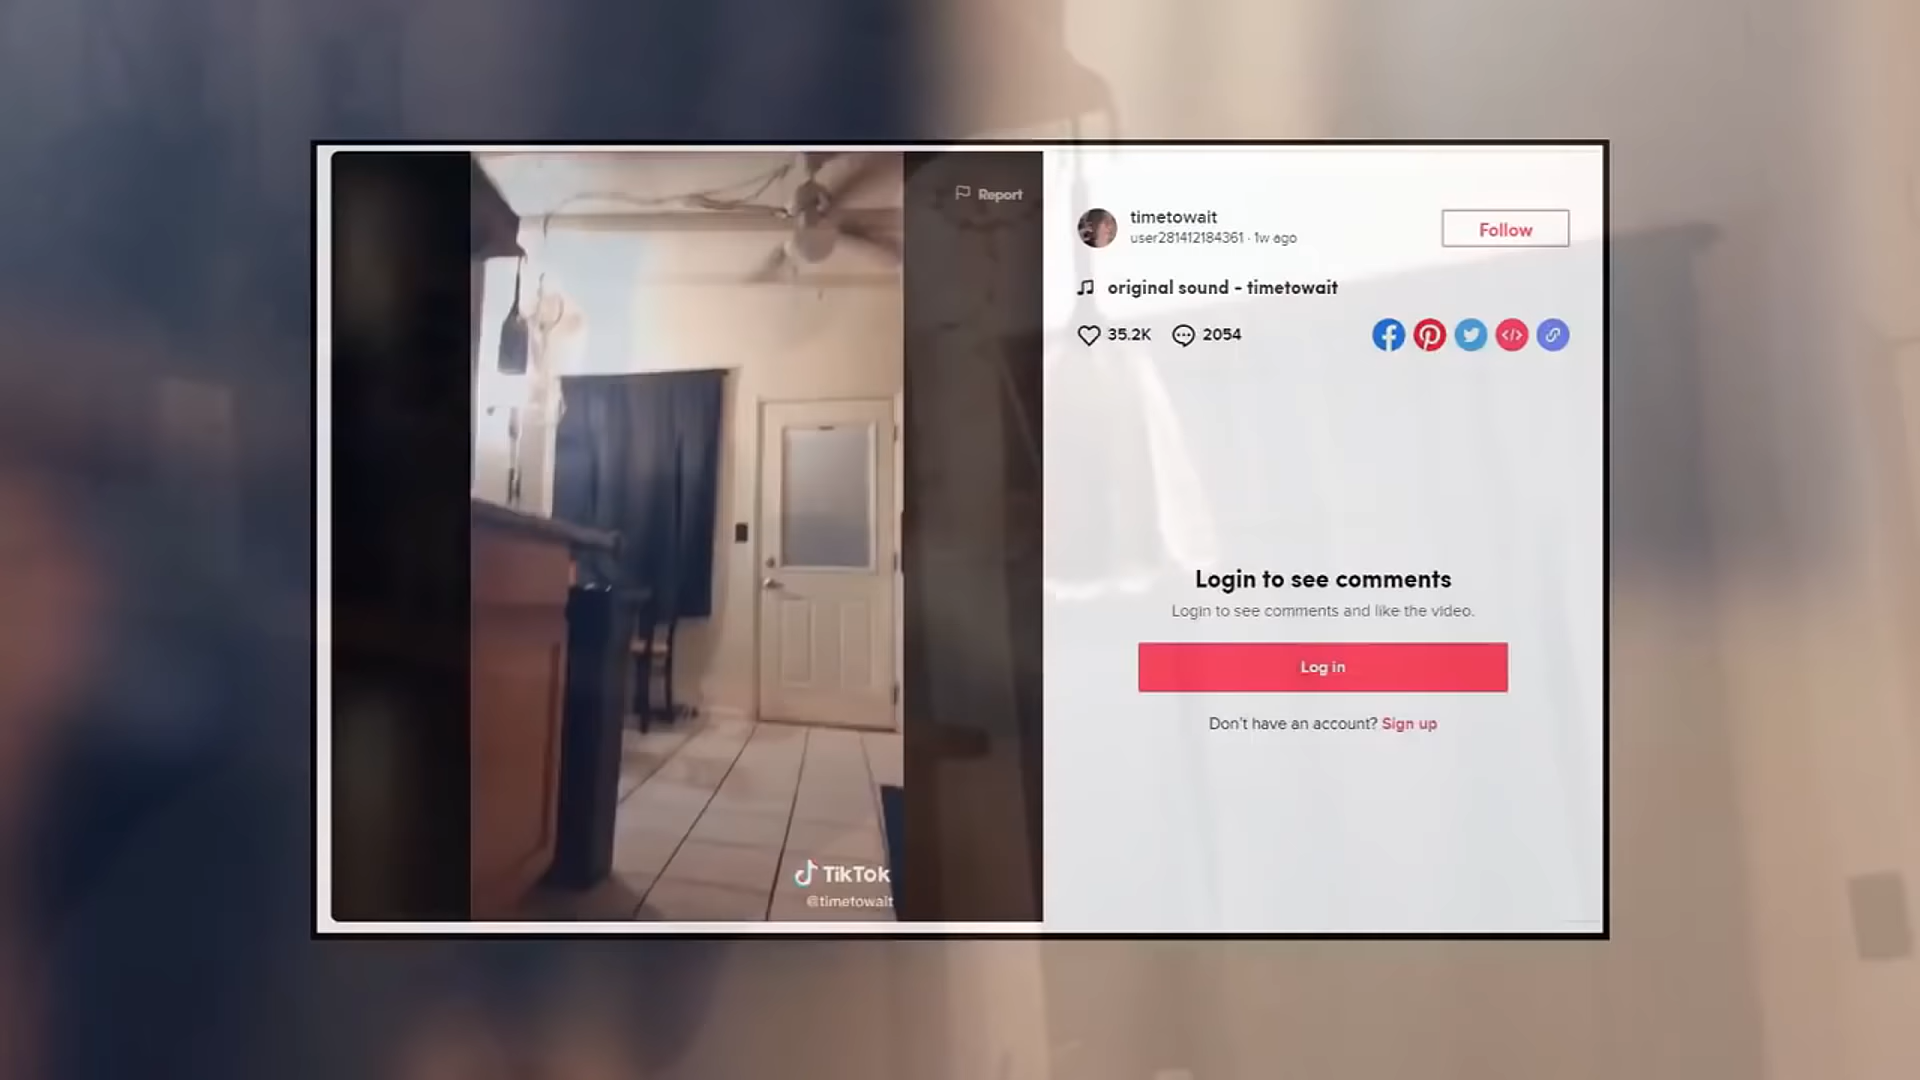 Report
timetowait
user281412184361 · 1w ago
Follow
original sound - timetowait
35.2K
2054
Login to see comments
Login to see comments and like the video.
Log in
Don't have an account? Sign up
TikTok
@timetowait